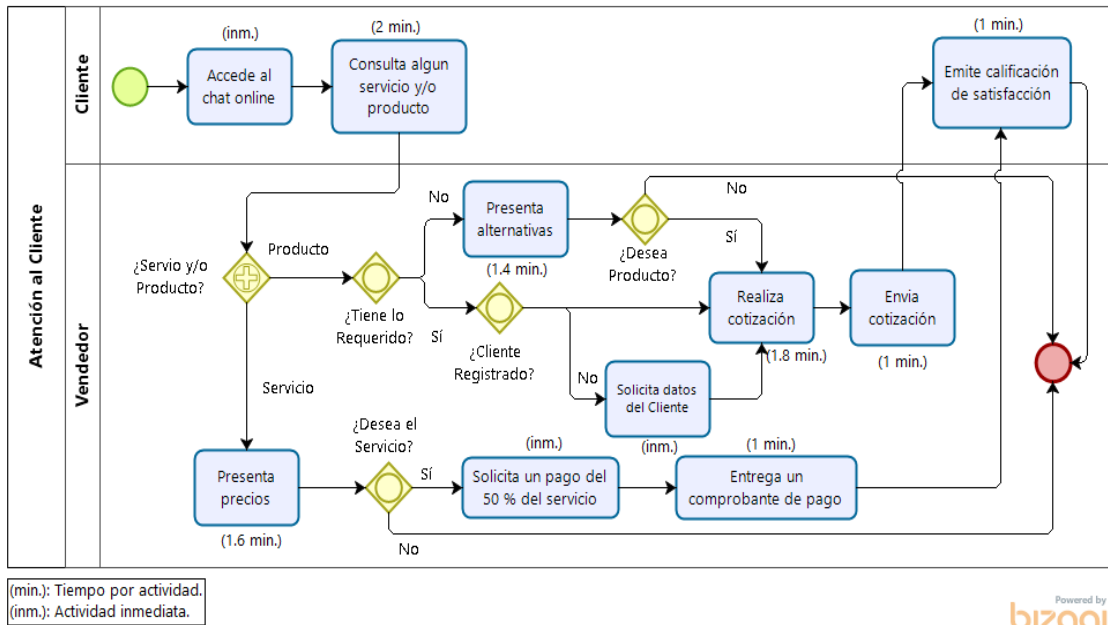 Atención al Cliente
Cliente
(inm.)
Accede al
chat online
(2 min.)
Consulta algun
servicio y/o
producto
(1 min.)
Emite calificación
de satisfacción
Vendedor
¿Servio y/o
Producto?
Producto
Servicio
¿Tiene lo
Requerido?
No
Sí
Presenta
alternativas
(1.4 min.)
¿Desea
Producto?
No
Sí
¿Cliente
Registrado?
No
Solicita datos
del Cliente
(inm.)
Realiza
cotización
(1.8 min.)
Envia
cotización
(1 min.)
Presenta
precios
(1.6 min.)
¿Desea el
Servicio?
Sí
No
(inm.)
Solicita un pago del
50 % del servicio
(1 min.)
Entrega un
comprobante de pago
(min.): Tiempo por actividad.
(inm.): Actividad inmediata.
Powered by